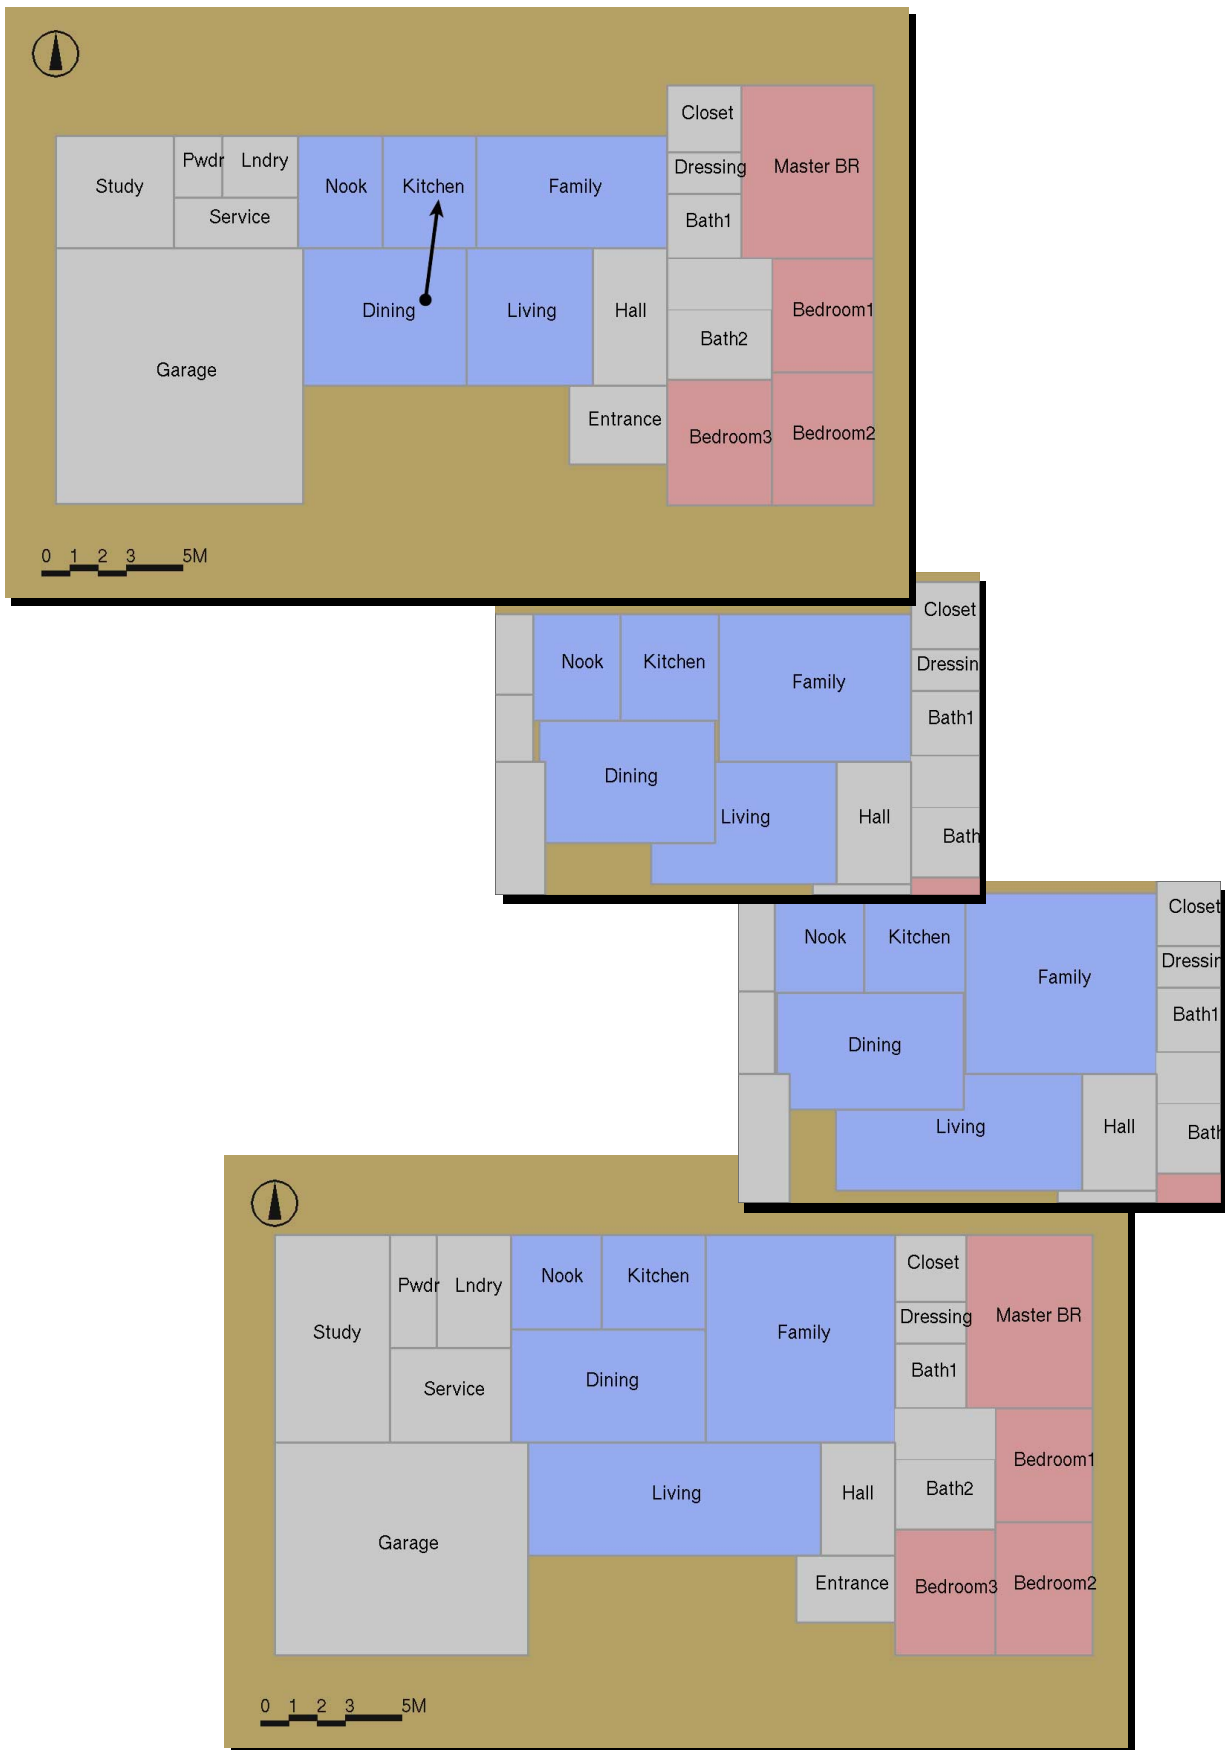 Closet
Pwdr Lndry Dressing Master BR
Study Nook Kitchen Family
Service Bath1
Dining Living Hall Bedroom1
Bath2
Garage
Entrance Bedroom3 Bedroom2
0 1 2 3 5M
Closet
Nook Kitchen Dressin
Family
Bath1
Dining
Living Hall
Bath
Closet
Nook Kitchen
Dressin
Family
Bath1
Dining
Living Hall Bath
Closet
Nook Kitchen
Pwdr Lndry
Dressing Master BR
Study Family
Bath1
Service Dining
Bedroom1
Living Hall Bath2
Garage
Entrance Bedroom3 Bedroom2
0 1 2 3 5M